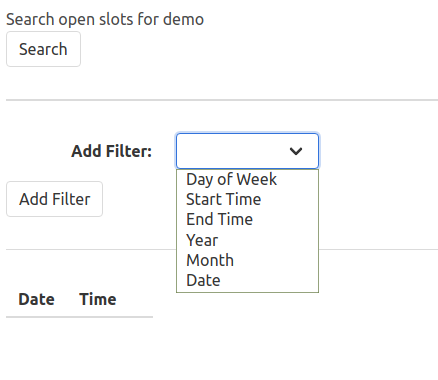 Search open slots for demo
Search
Add Filter:
Day of Week
Add Filter
Start Time
End Time
Year
Month
Date
Date Time